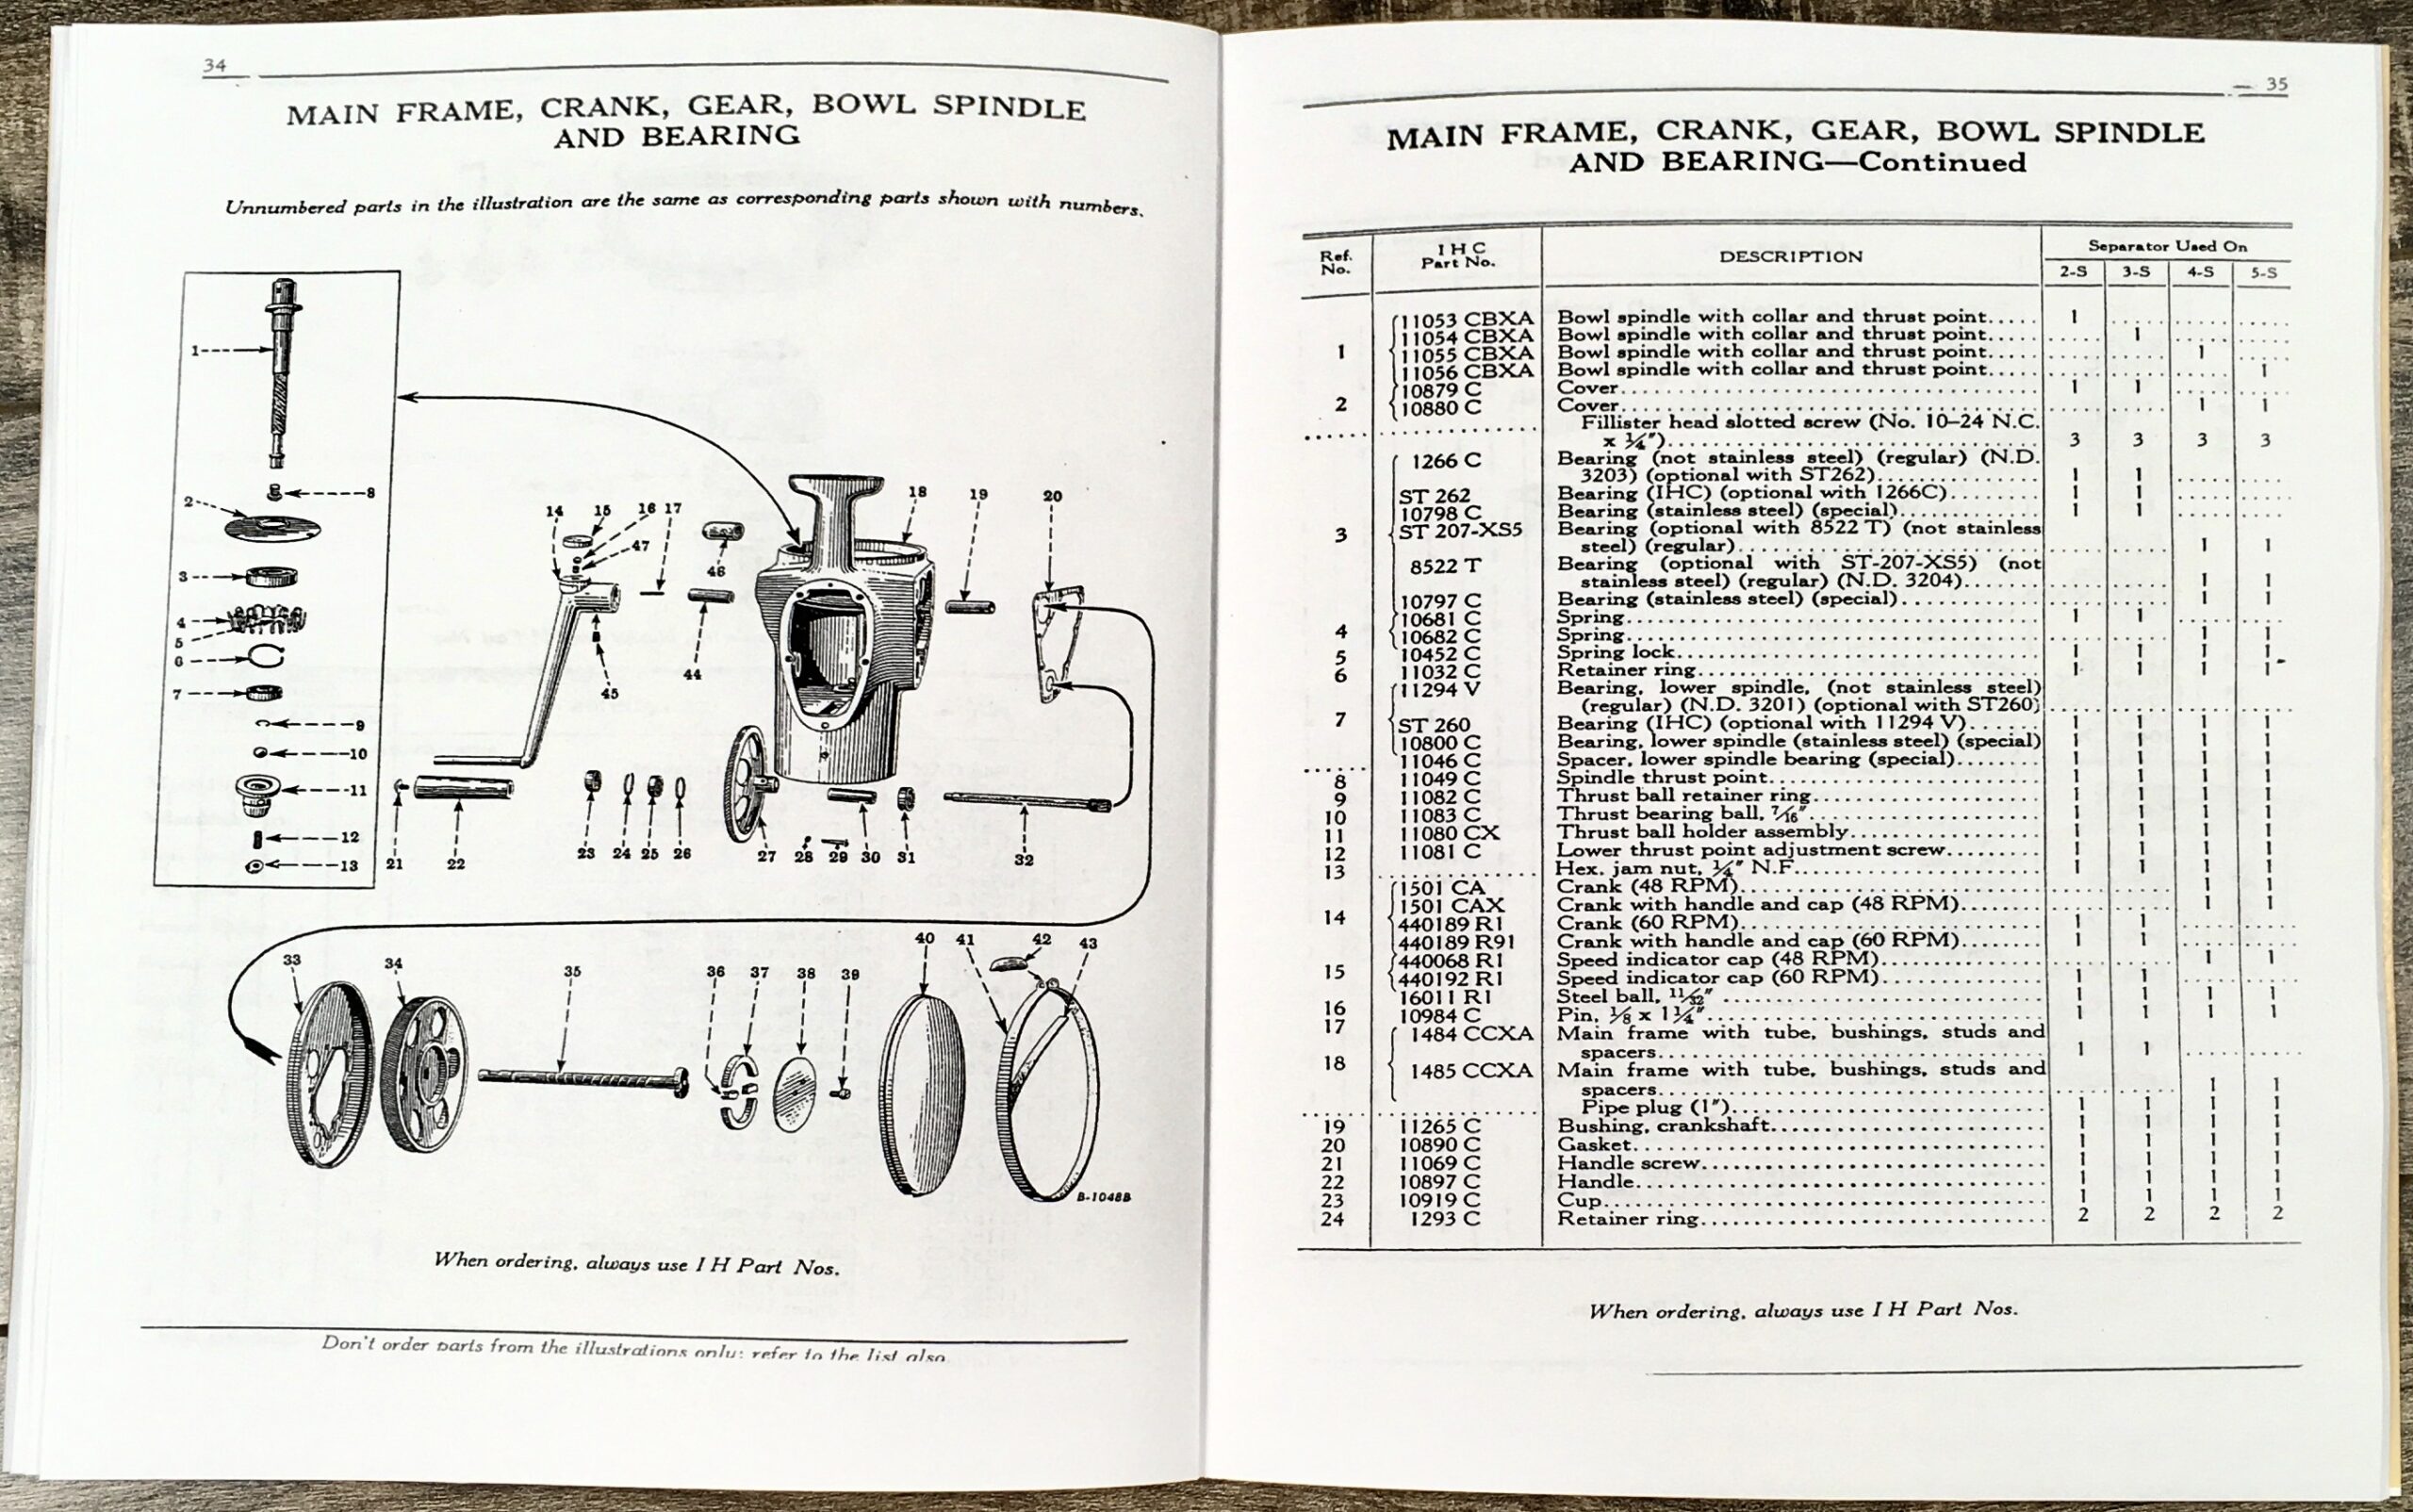 34
MAIN FRAME, CRANK, GEAR, BOWL SPINDLE
AND BEARING
Unnumbered parts in the illustration are the same as corresponding parts shown with numbers.
1
8
2
3
4
5
6
7
9
10
11
12
13
14 15 16 17
47
46
18 19 20
44
45
21 22 23 24 25 26 27 28 29 30 31 32
33 34 35 36 37 38 39 40 41 42 43
B-1048B
When ordering, always use I H Part Nos.
Don't order parts from the illustrations only; refer to the list also.
35
MAIN FRAME, CRANK, GEAR, BOWL SPINDLE
AND BEARING—Continued
Ref. No. I H C Part No. DESCRIPTION Separator Used On
2-S 3-S 4-S 5-S
1
11053 CBXA Bowl spindle with collar and thrust point..... 1 ..... ..... .....
11054 CBXA Bowl spindle with collar and thrust point..... ..... 1 ..... .....
11055 CBXA Bowl spindle with collar and thrust point..... ..... ..... 1 .....
11056 CBXA Bowl spindle with collar and thrust point..... ..... ..... ..... 1
2
10879 C Cover..... 1 1 ..... .....
10880 C Cover..... ..... ..... 1 1
...... ...... Fillister head slotted screw (No. 10–24 N.C.
x ¼")..... 3 3 3 3
3
1266 C Bearing (not stainless steel) (regular) (N.D.
3203) (optional with ST262)..... 1 1 ..... .....
ST 262 Bearing (IHC) (optional with 1266C)..... 1 1 ..... .....
10798 C Bearing (stainless steel) (special)..... 1 1 ..... .....
ST 207-XS5 Bearing (optional with 8522 T) (not stainless
steel) (regular)..... ..... ..... 1 1
8522 T Bearing (optional with ST-207-XS5) (not
stainless steel) (regular) (N.D. 3204)..... ..... ..... 1 1
10797 C Bearing (stainless steel) (special)..... ..... ..... 1 1
4
10681 C Spring..... 1 1 ..... .....
10682 C Spring..... ..... ..... 1 1
5 10452 C Spring lock..... 1 1 1 1
6 11032 C Retainer ring..... 1 1 1 1
7
11294 V Bearing, lower spindle, (not stainless steel)
(regular) (N.D. 3201) (optional with ST260) ..... ..... ..... .....
ST 260 Bearing (IHC) (optional with 11294 V)..... 1 1 1 1
10800 C Bearing, lower spindle (stainless steel) (special) 1 1 1 1
...... 11046 C Spacer, lower spindle bearing (special)..... 1 1 1 1
8 11049 C Spindle thrust point..... 1 1 1 1
9 11082 C Thrust ball retainer ring..... 1 1 1 1
10 11083 C Thrust bearing ball, 7/16"..... 1 1 1 1
11 11080 CX Thrust ball holder assembly..... 1 1 1 1
12 11081 C Lower thrust point adjustment screw..... 1 1 1 1
13 ...... Hex. jam nut, ¼" N.F..... 1 1 1 1
14
1501 CA Crank (48 RPM)..... ..... ..... 1 1
1501 CAX Crank with handle and cap (48 RPM)..... ..... ..... 1 1
440189 R1 Crank (60 RPM)..... 1 1 ..... .....
440189 R91 Crank with handle and cap (60 RPM)..... 1 1 ..... .....
15
440068 R1 Speed indicator cap (48 RPM)..... ..... ..... 1 1
440192 R1 Speed indicator cap (60 RPM)..... 1 1 ..... .....
16 16011 R1 Steel ball, 11/32" ..... 1 1 1 1
17 10984 C Pin, ⅛ x 1¼"..... 1 1 1 1
18
1484 CCXA Main frame with tube, bushings, studs and
spacers..... 1 1 ..... .....
1485 CCXA Main frame with tube, bushings, studs and
spacers..... ..... ..... 1 1
...... ...... Pipe plug (1")..... 1 1 1 1
19 11265 C Bushing, crankshaft..... 1 1 1 1
20 10890 C Gasket..... 1 1 1 1
21 11069 C Handle screw..... 1 1 1 1
22 10897 C Handle..... 1 1 1 1
23 10919 C Cup..... 1 1 1 1
24 1293 C Retainer ring..... 2 2 2 2
When ordering, always use I H Part Nos.